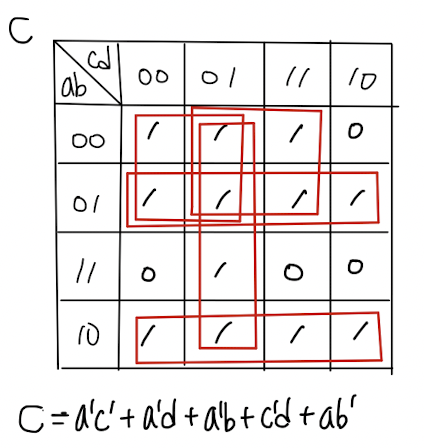 C
cd
ab
00 01 11 10
00 1 1 1 0
01 1 1 1 1
11 0 1 0 0
10 1 1 1 1
C = a'c' + a'd + a'b + c'd + ab'